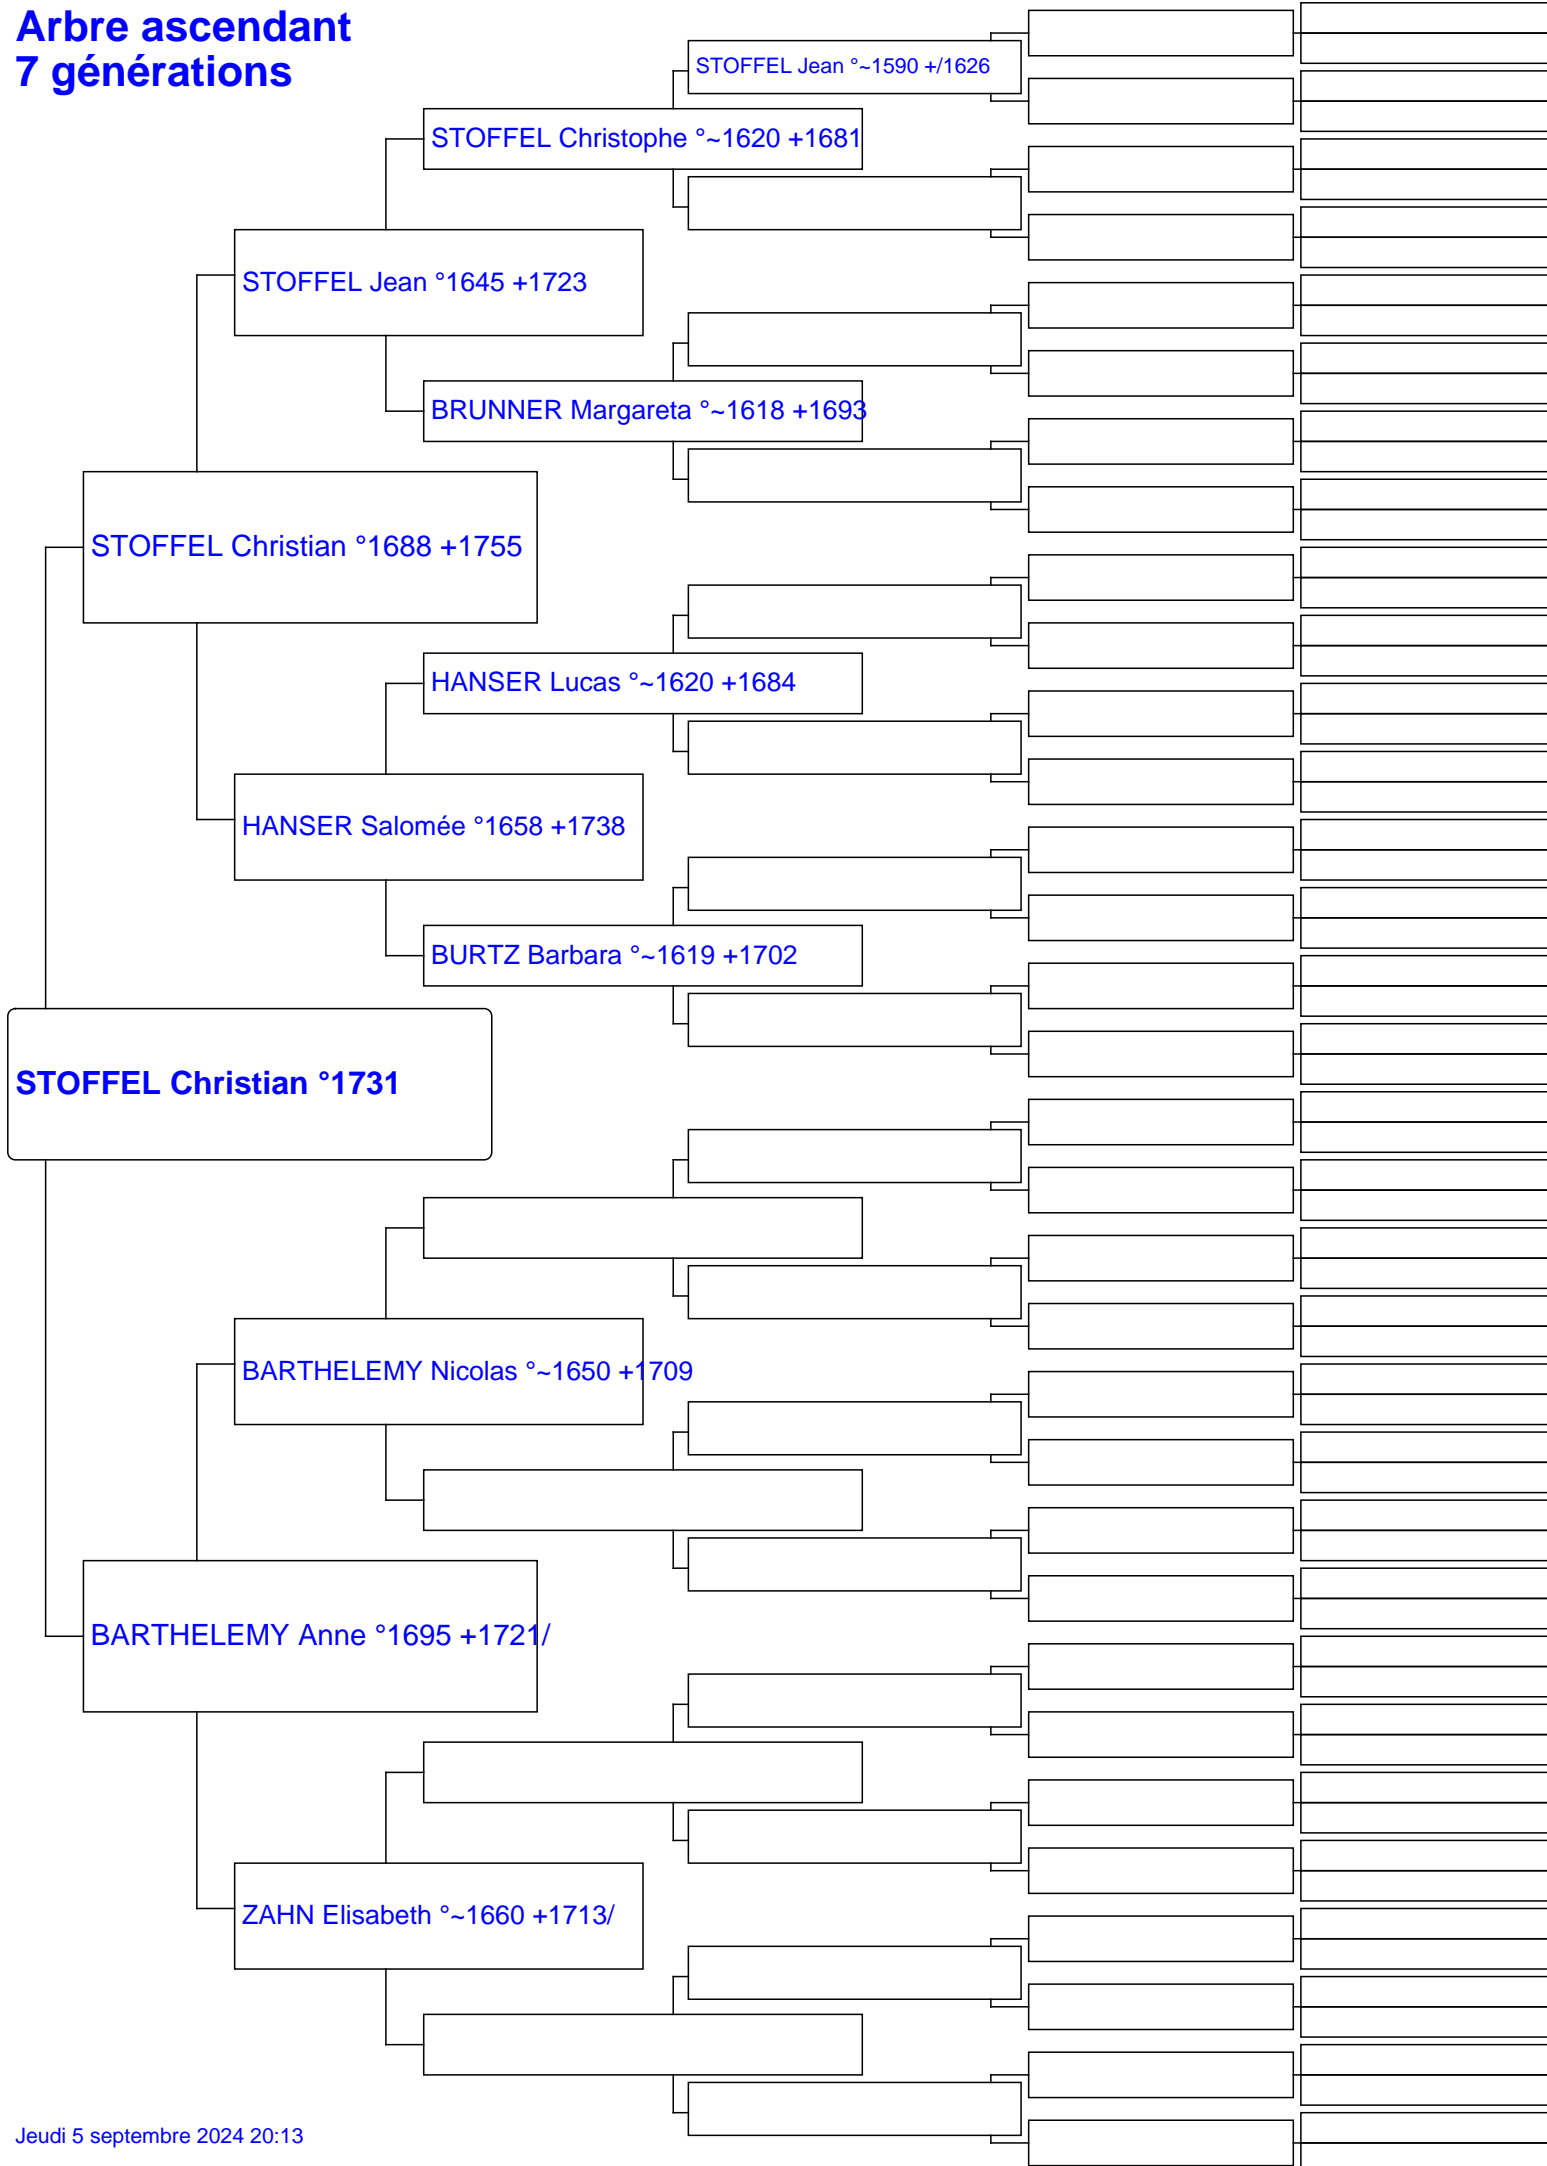 Arbre ascendant
7 générations
STOFFEL Jean °~1590 +/1626
STOFFEL Christophe °~1620 +1681
STOFFEL Jean °1645 +1723
BRUNNER Margareta °~1618 +1693
STOFFEL Christian °1688 +1755
HANSER Lucas °~1620 +1684
HANSER Salomée °1658 +1738
BURTZ Barbara °~1619 +1702
STOFFEL Christian °1731
BARTHELEMY Nicolas °~1650 +1709
BARTHELEMY Anne °1695 +1721/
ZAHN Elisabeth °~1660 +1713/
Jeudi 5 septembre 2024 20:13